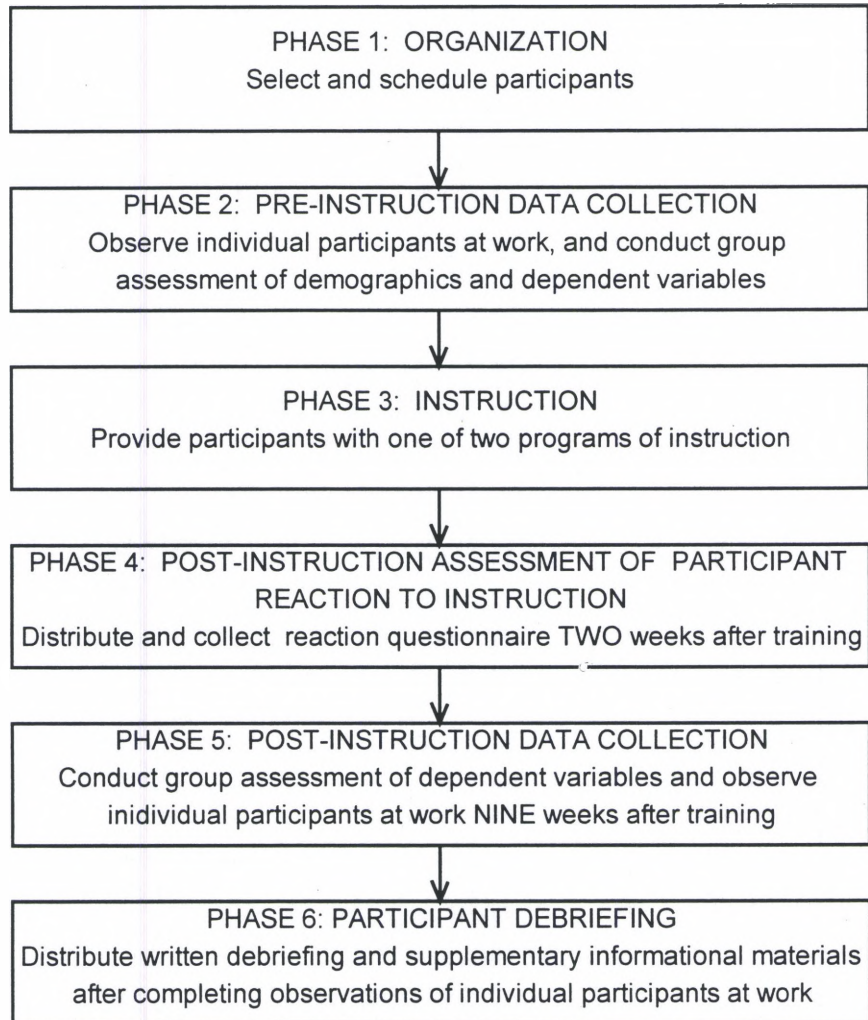 PHASE 1: ORGANIZATION
Select and schedule participants
PHASE 2: PRE-INSTRUCTION DATA COLLECTION
Observe individual participants at work, and conduct group
assessment of demographics and dependent variables
PHASE 3: INSTRUCTION
Provide participants with one of two programs of instruction
PHASE 4: POST-INSTRUCTION ASSESSMENT OF PARTICIPANT
REACTION TO INSTRUCTION
Distribute and collect reaction questionnaire TWO weeks after training
PHASE 5: POST-INSTRUCTION DATA COLLECTION
Conduct group assessment of dependent variables and observe
inidividual participants at work NINE weeks after training
PHASE 6: PARTICIPANT DEBRIEFING
Distribute written debriefing and supplementary informational materials
after completing observations of individual participants at work